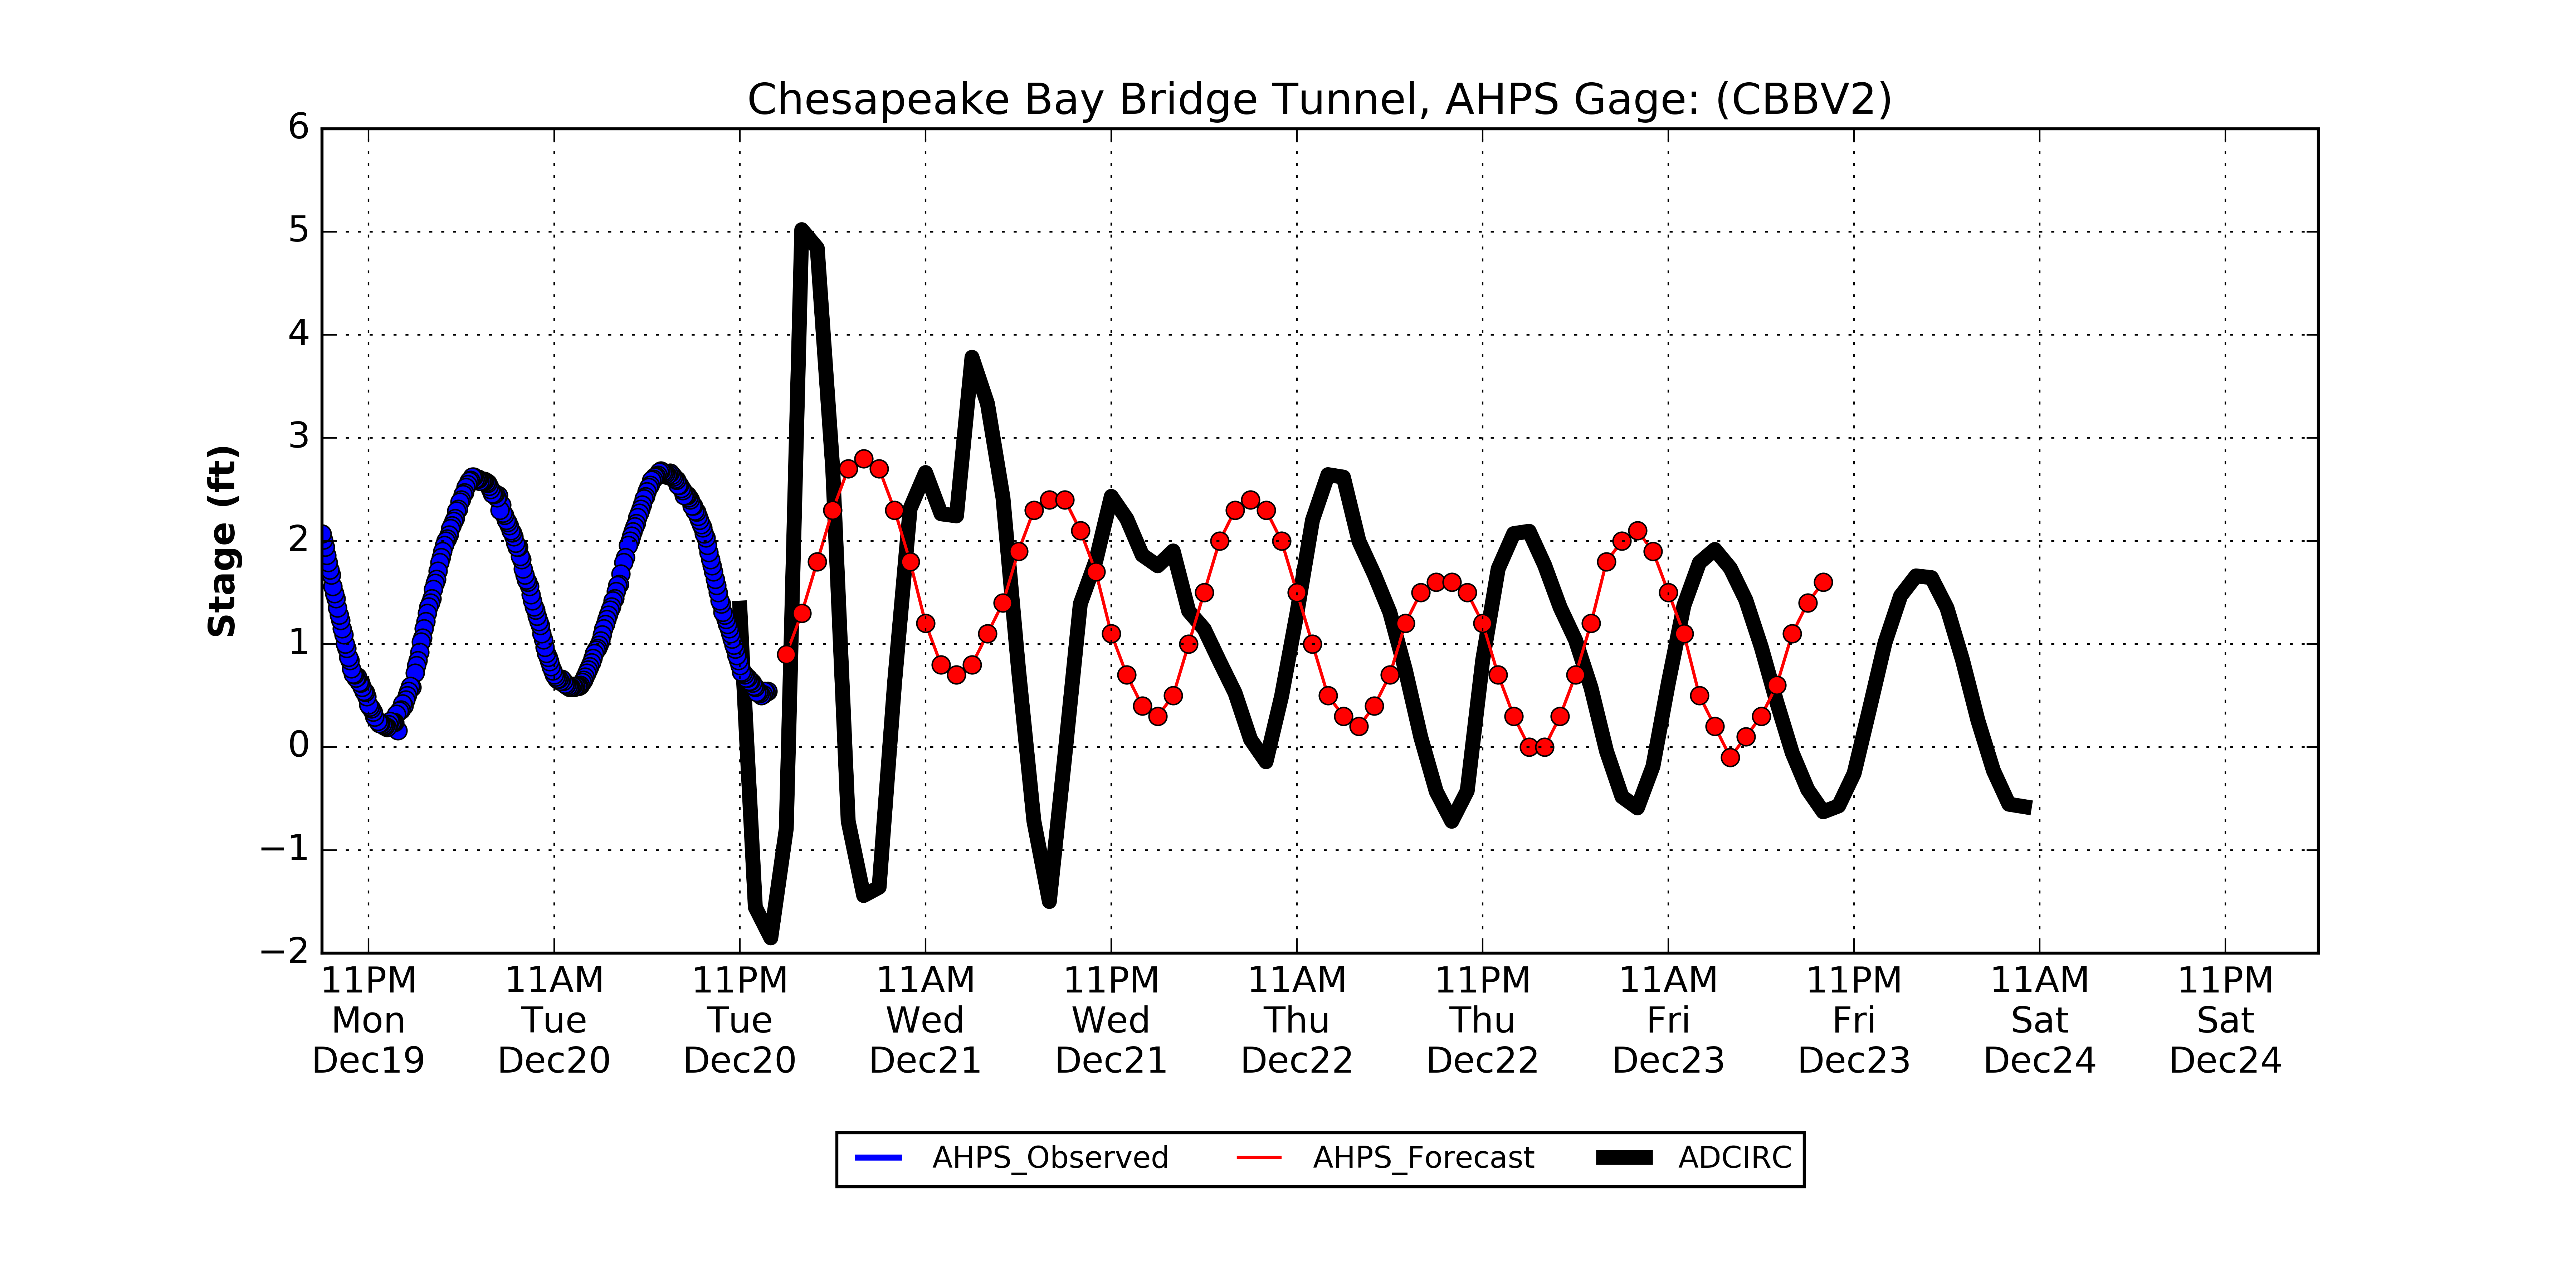 Chesapeake Bay Bridge Tunnel, AHPS Gage: (CBBV2)
6
5
4
3
2
1
0
−1
−2
Stage (ft)
11PM 11AM 11PM 11AM 11PM 11AM 11PM 11AM 11PM 11AM 11PM
Mon Tue Tue Wed Wed Thu Thu Fri Fri Sat Sat
Dec19 Dec20 Dec20 Dec21 Dec21 Dec22 Dec22 Dec23 Dec23 Dec24 Dec24
AHPS_Observed AHPS_Forecast ADCIRC